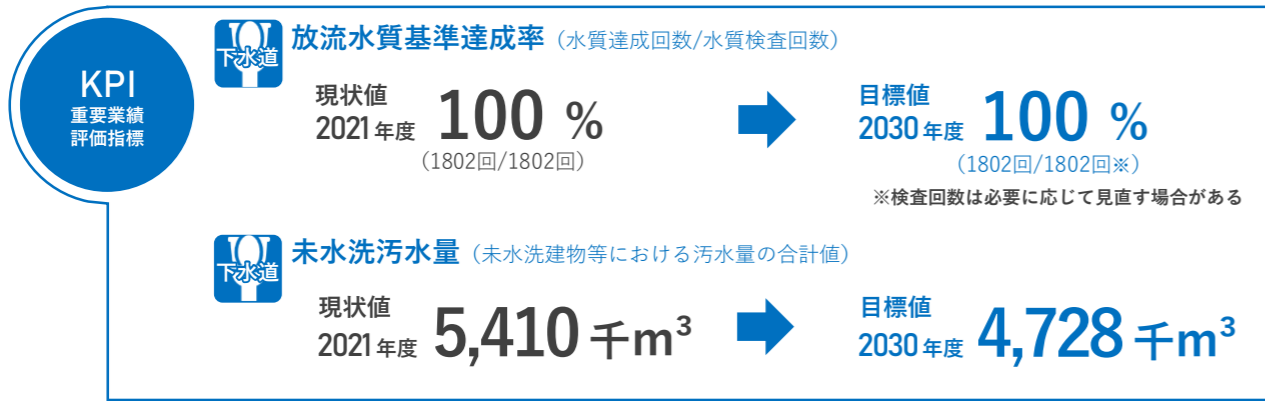 KPI
重要業績
評価指標
下水道
放流水質基準達成率（水質達成回数/水質検査回数）
現状値
2021年度 100 %
（1802回/1802回）
目標値
2030年度 100 %
（1802回/1802回※）
※検査回数は必要に応じて見直す場合がある
下水道
未水洗汚水量（未水洗建物等における汚水量の合計値）
現状値
2021年度 5,410千m³
目標値
2030年度 4,728千m³